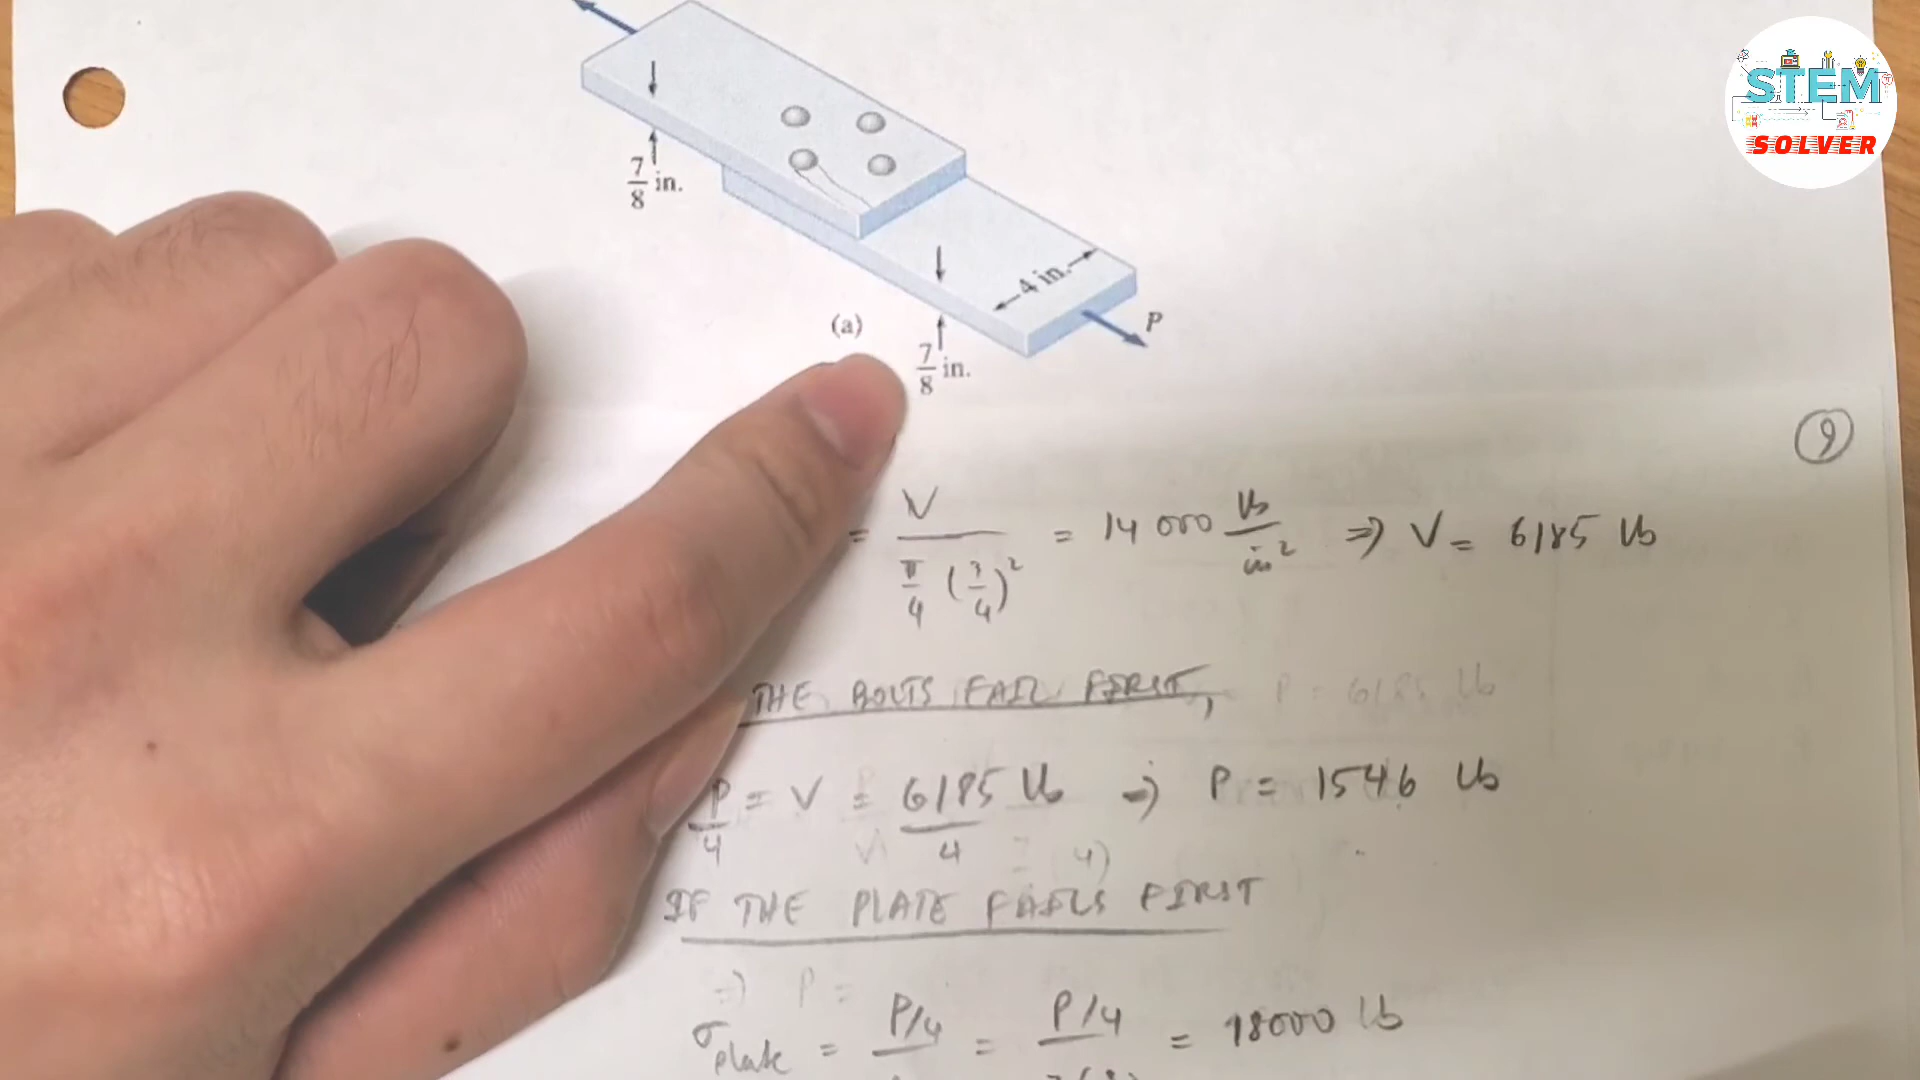 STEM
SOLVER
7/8 in.
4 in.
P
(a)
7/8 in.
9
= V / (π/4 (3/4)²) = 14 000 lb/in² ⇒ V = 6185 lb
THE BOLTS FAIL FIRST, P = 6185 lb
P/4 = V = 6185 lb/4 ⇒ P = 1546 lb
IF THE PLATE FAILS FIRST
⇒ P =
σplate = P/4 = P/4 = 18000 lb